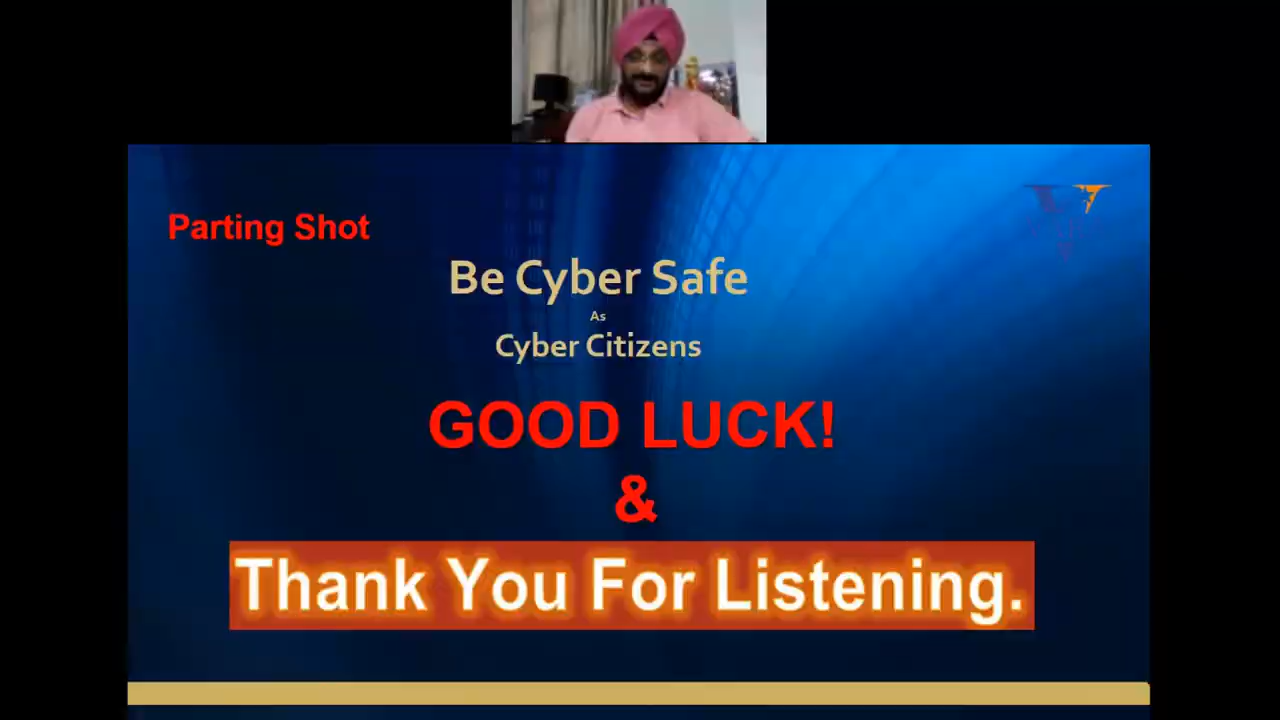 Parting Shot
Be Cyber Safe
As
Cyber Citizens
GOOD LUCK!
&
Thank You For Listening.